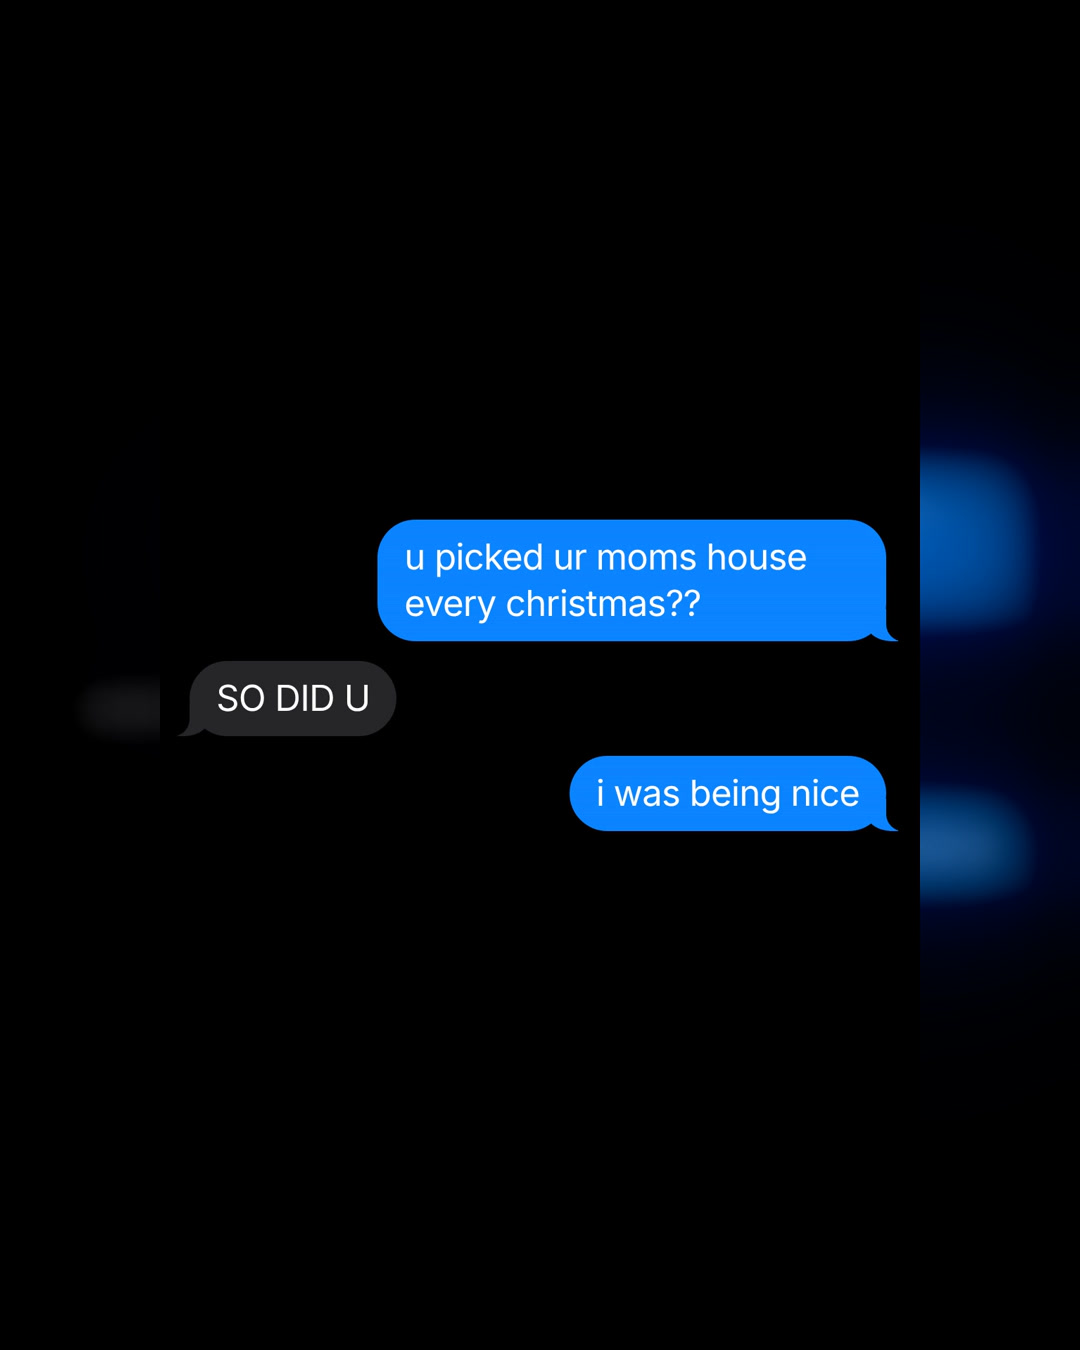 u picked ur moms house
every christmas??
SO DID U
i was being nice